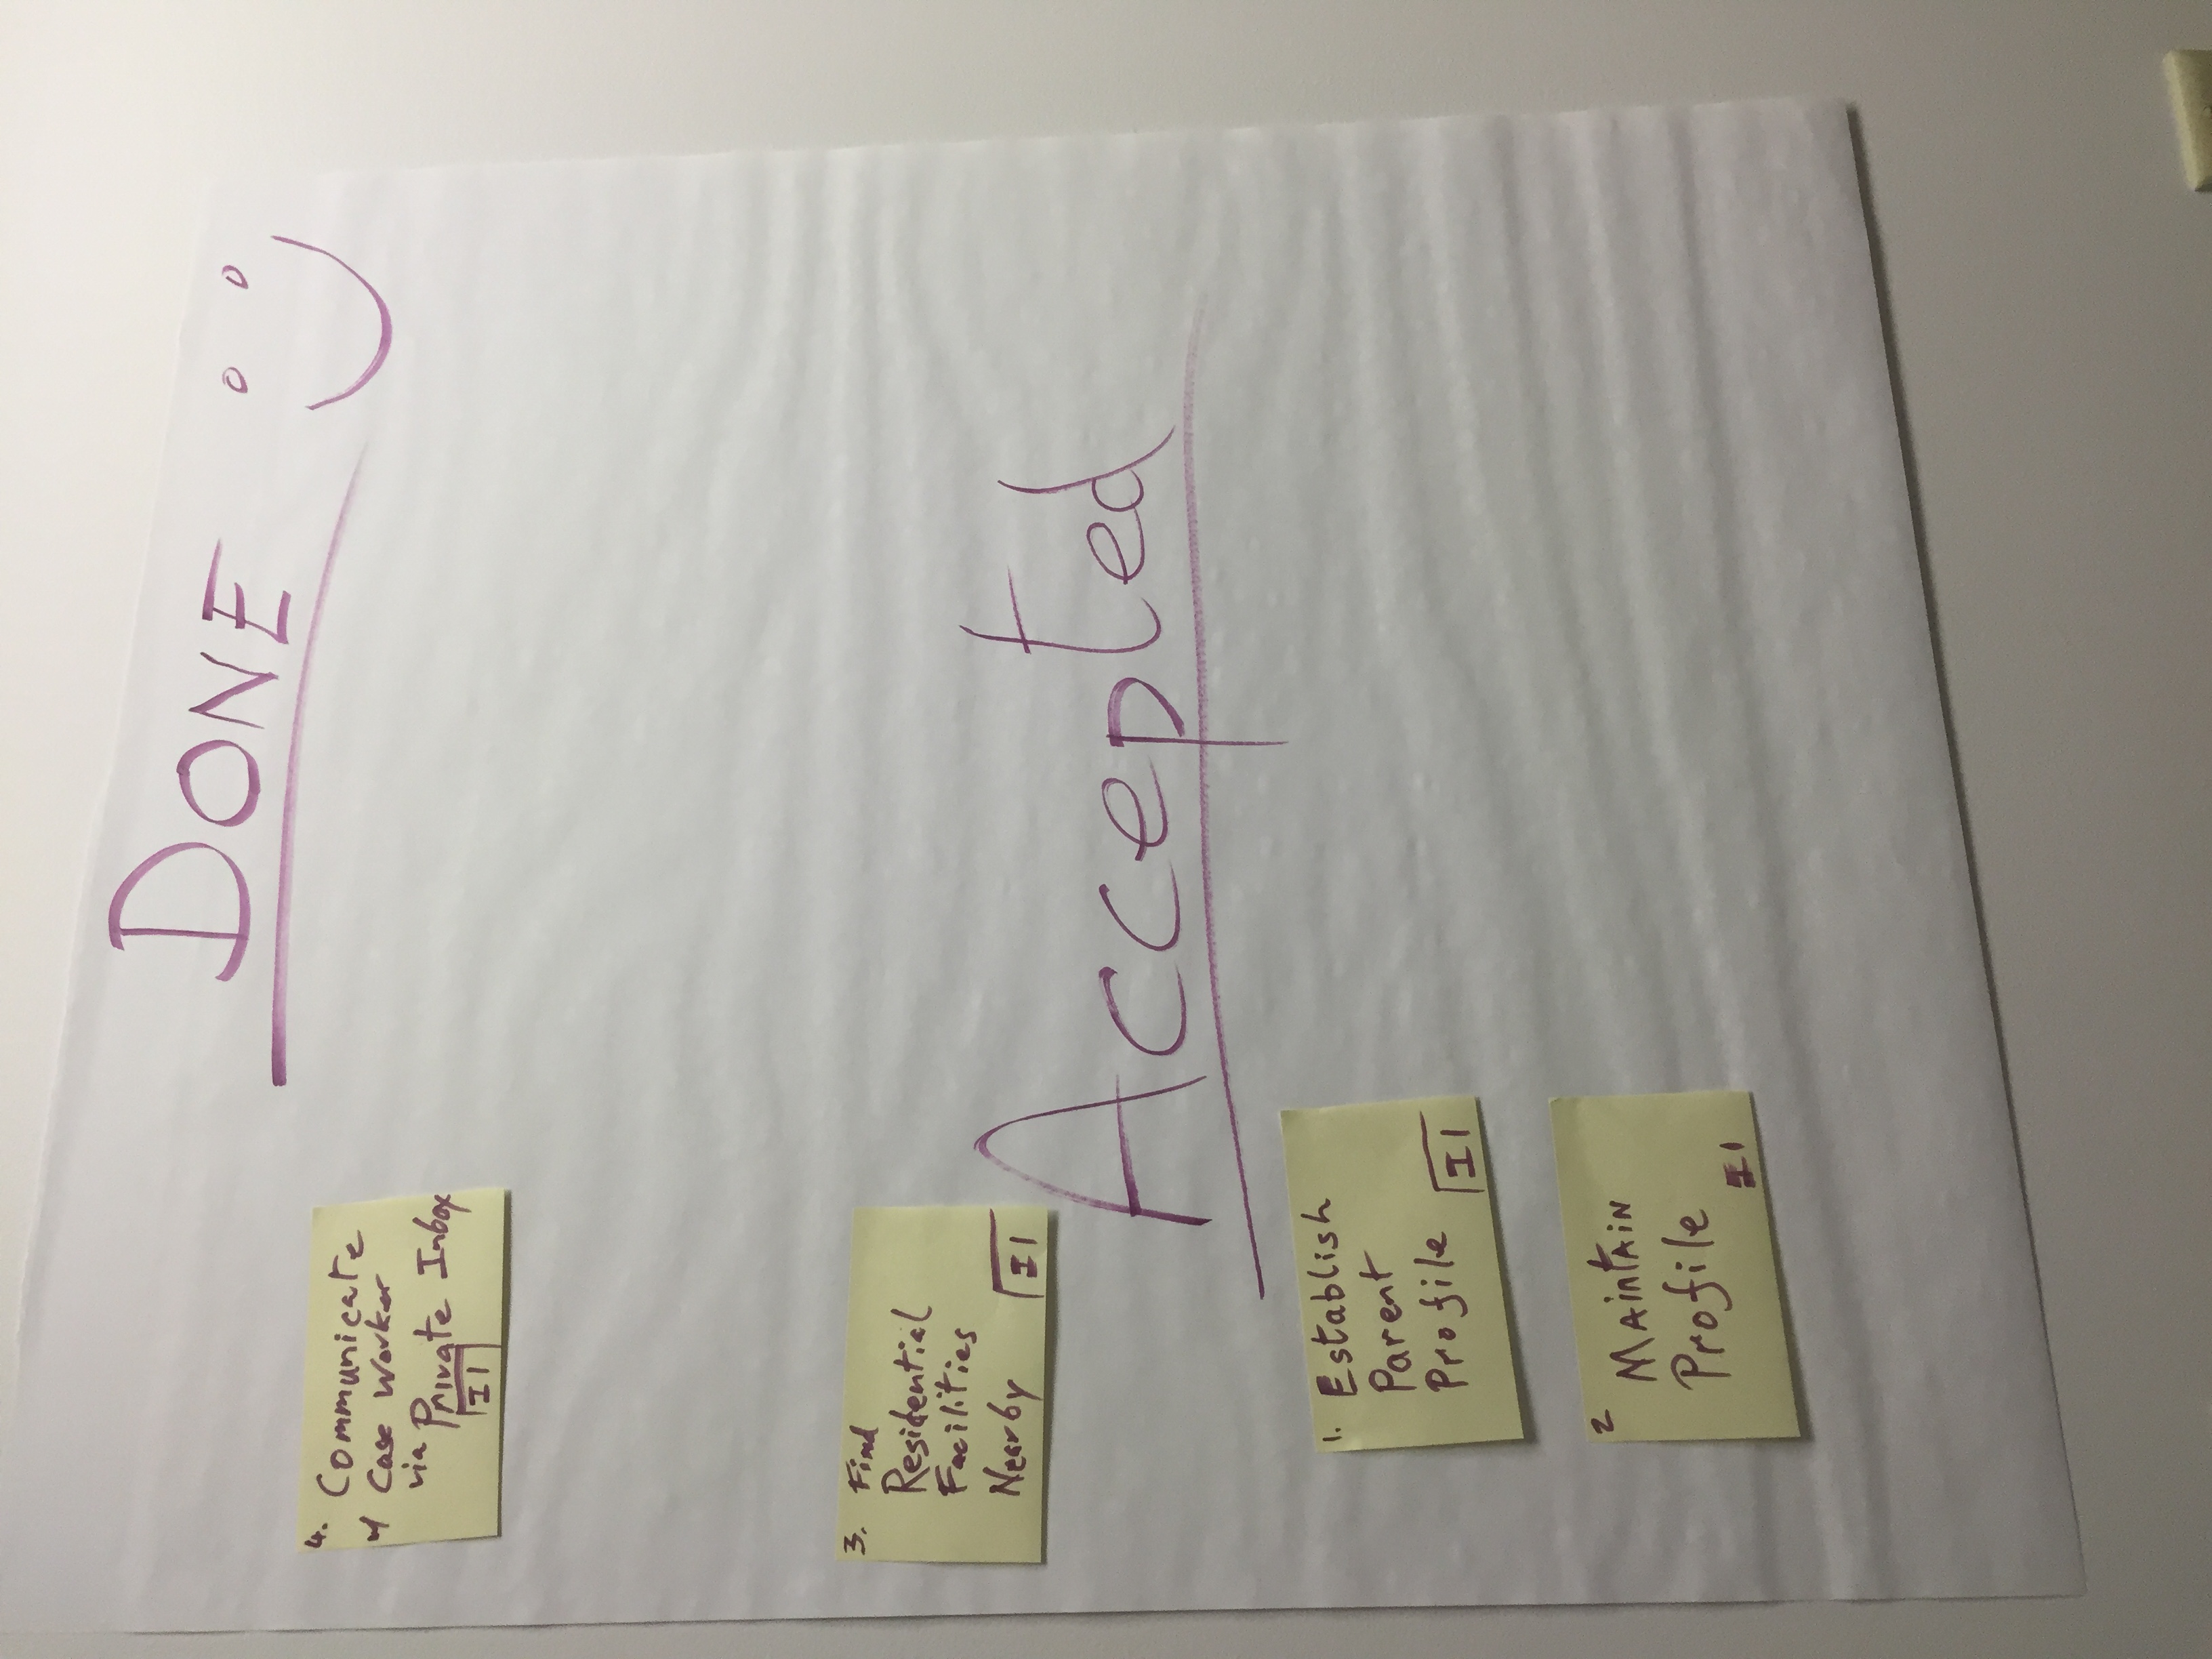 DONE
4. Communicate
w/ Case Worker
via Private Inbox
I1
3. Find
Residential
Facilities
Nearby I1
Accepted
1. Establish
Parent
Profile I1
2 MAintAiN
Profile
I1